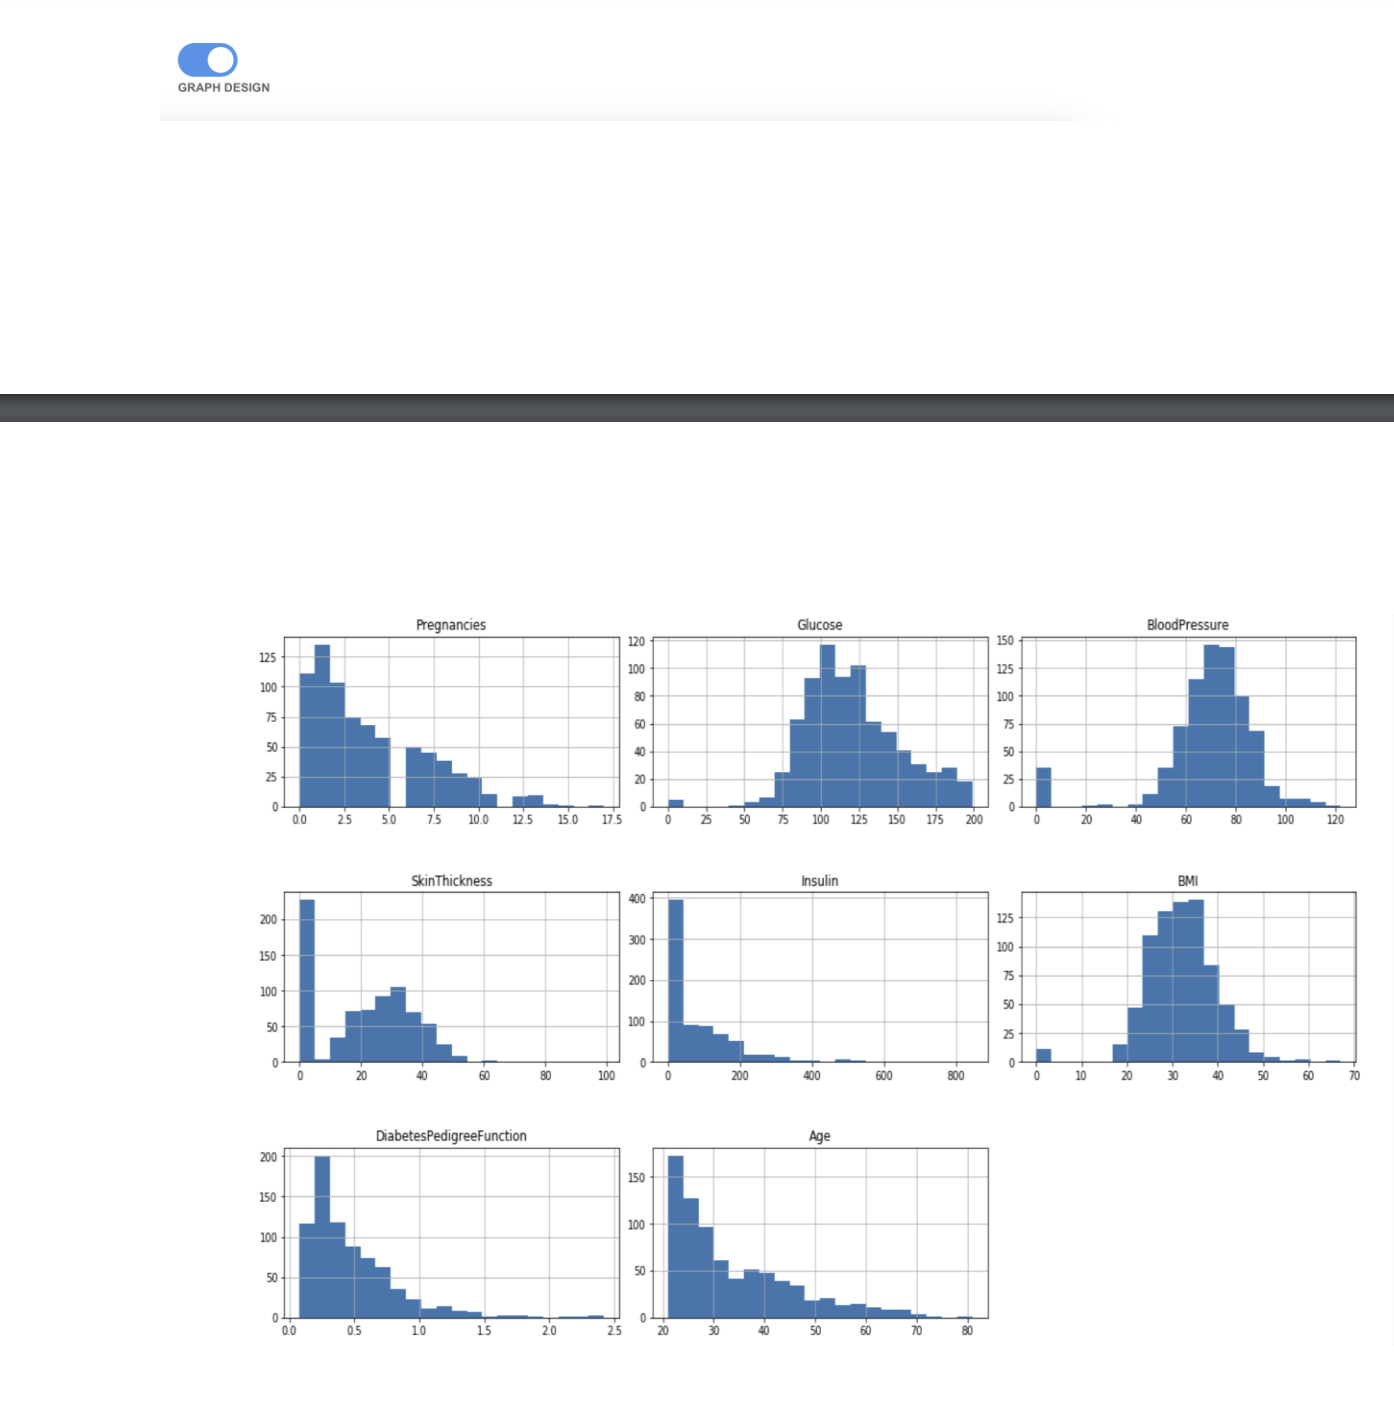 GRAPH DESIGN
Pregnancies
125
100
75
50
25
0
0.0 2.5 5.0 7.5 10.0 12.5 15.0 17.5
Glucose
120
100
80
60
40
20
0
0 25 50 75 100 125 150 175 200
BloodPressure
150
125
100
75
50
25
0
0 20 40 60 80 100 120
SkinThickness
200
150
100
50
0
0 20 40 60 80 100
Insulin
400
300
200
100
0
0 200 400 600 800
BMI
125
100
75
50
25
0
0 10 20 30 40 50 60 70
DiabetesPedigreeFunction
200
150
100
50
0
0.0 0.5 1.0 1.5 2.0 2.5
Age
150
100
50
0
20 30 40 50 60 70 80